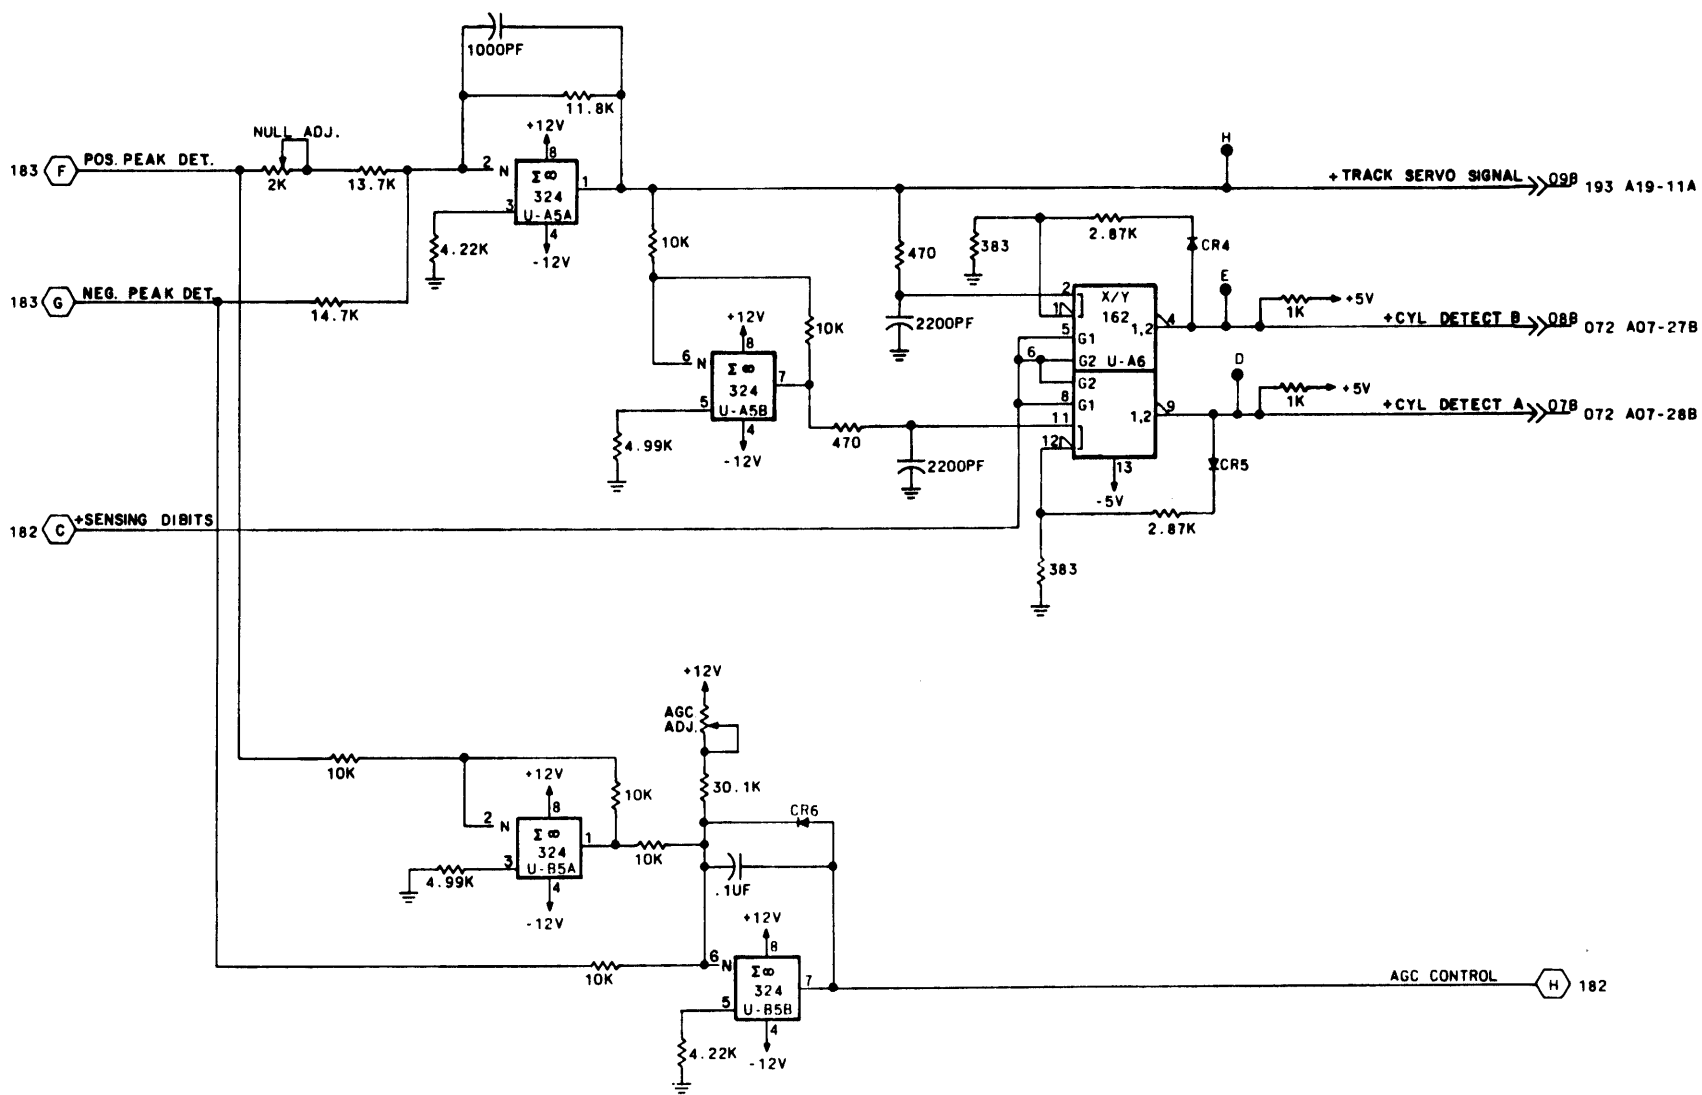 1000PF
11.8K
NULL ADJ.
+12V
8
183 F POS. PEAK DET.
2K
13.7K
2 N
Σ ∞
324
U-A5A
1
3
4
-12V
4.22K
H
+TRACK SERVO SIGNAL 09B 193 A19-11A
183 G NEG. PEAK DET.
14.7K
10K
470
383
2.87K
CR4
E
2200PF
2
1
5
6
X/Y
162
1,2
4
G1
G2 U-A6
1K
+5V
+CYL DETECT B 08B 072 A07-27B
+12V
8
10K
6 N
Σ ∞
324
U-A5B
7
5
4
-12V
4.99K
470
2200PF
G2
8
G1
11
12
1,2
9
13
-5V
D
1K
+5V
+CYL DETECT A 07B 072 A07-28B
CR5
2.87K
383
182 C +SENSING DIBITS
+12V
AGC
ADJ.
30.1K
CR6
10K
+12V
8
10K
2 N
Σ ∞
324
U-B5A
1
10K
3
4.99K
4
-12V
.1UF
+12V
8
10K
6 N
Σ ∞
324
U-B5B
7
5
4
-12V
4.22K
AGC CONTROL H 182